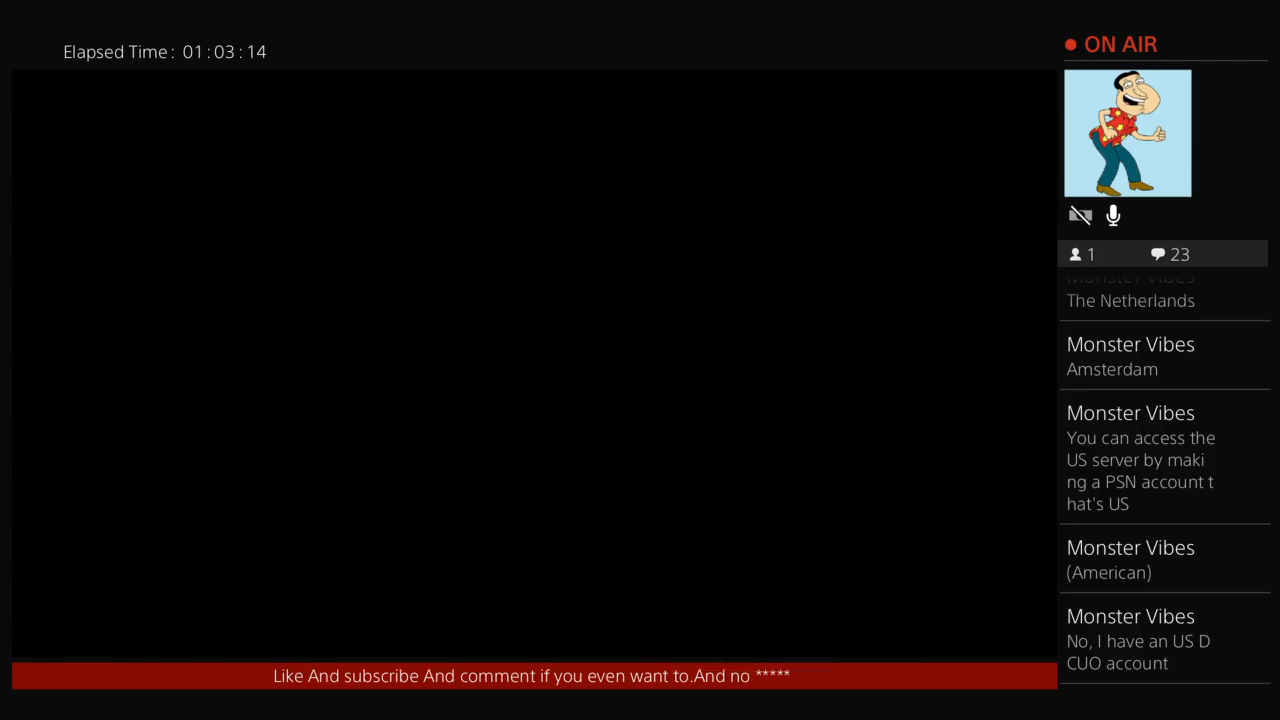 Elapsed Time: 01:03:14
ON AIR
1 23
Monster Vibes
The Netherlands
Monster Vibes
Amsterdam
Monster Vibes
You can access the
US server by maki
ng a PSN account t
hat's US
Monster Vibes
(American)
Monster Vibes
No, I have an US D
CUO account
Like And subscribe And comment if you even want to.And no *****